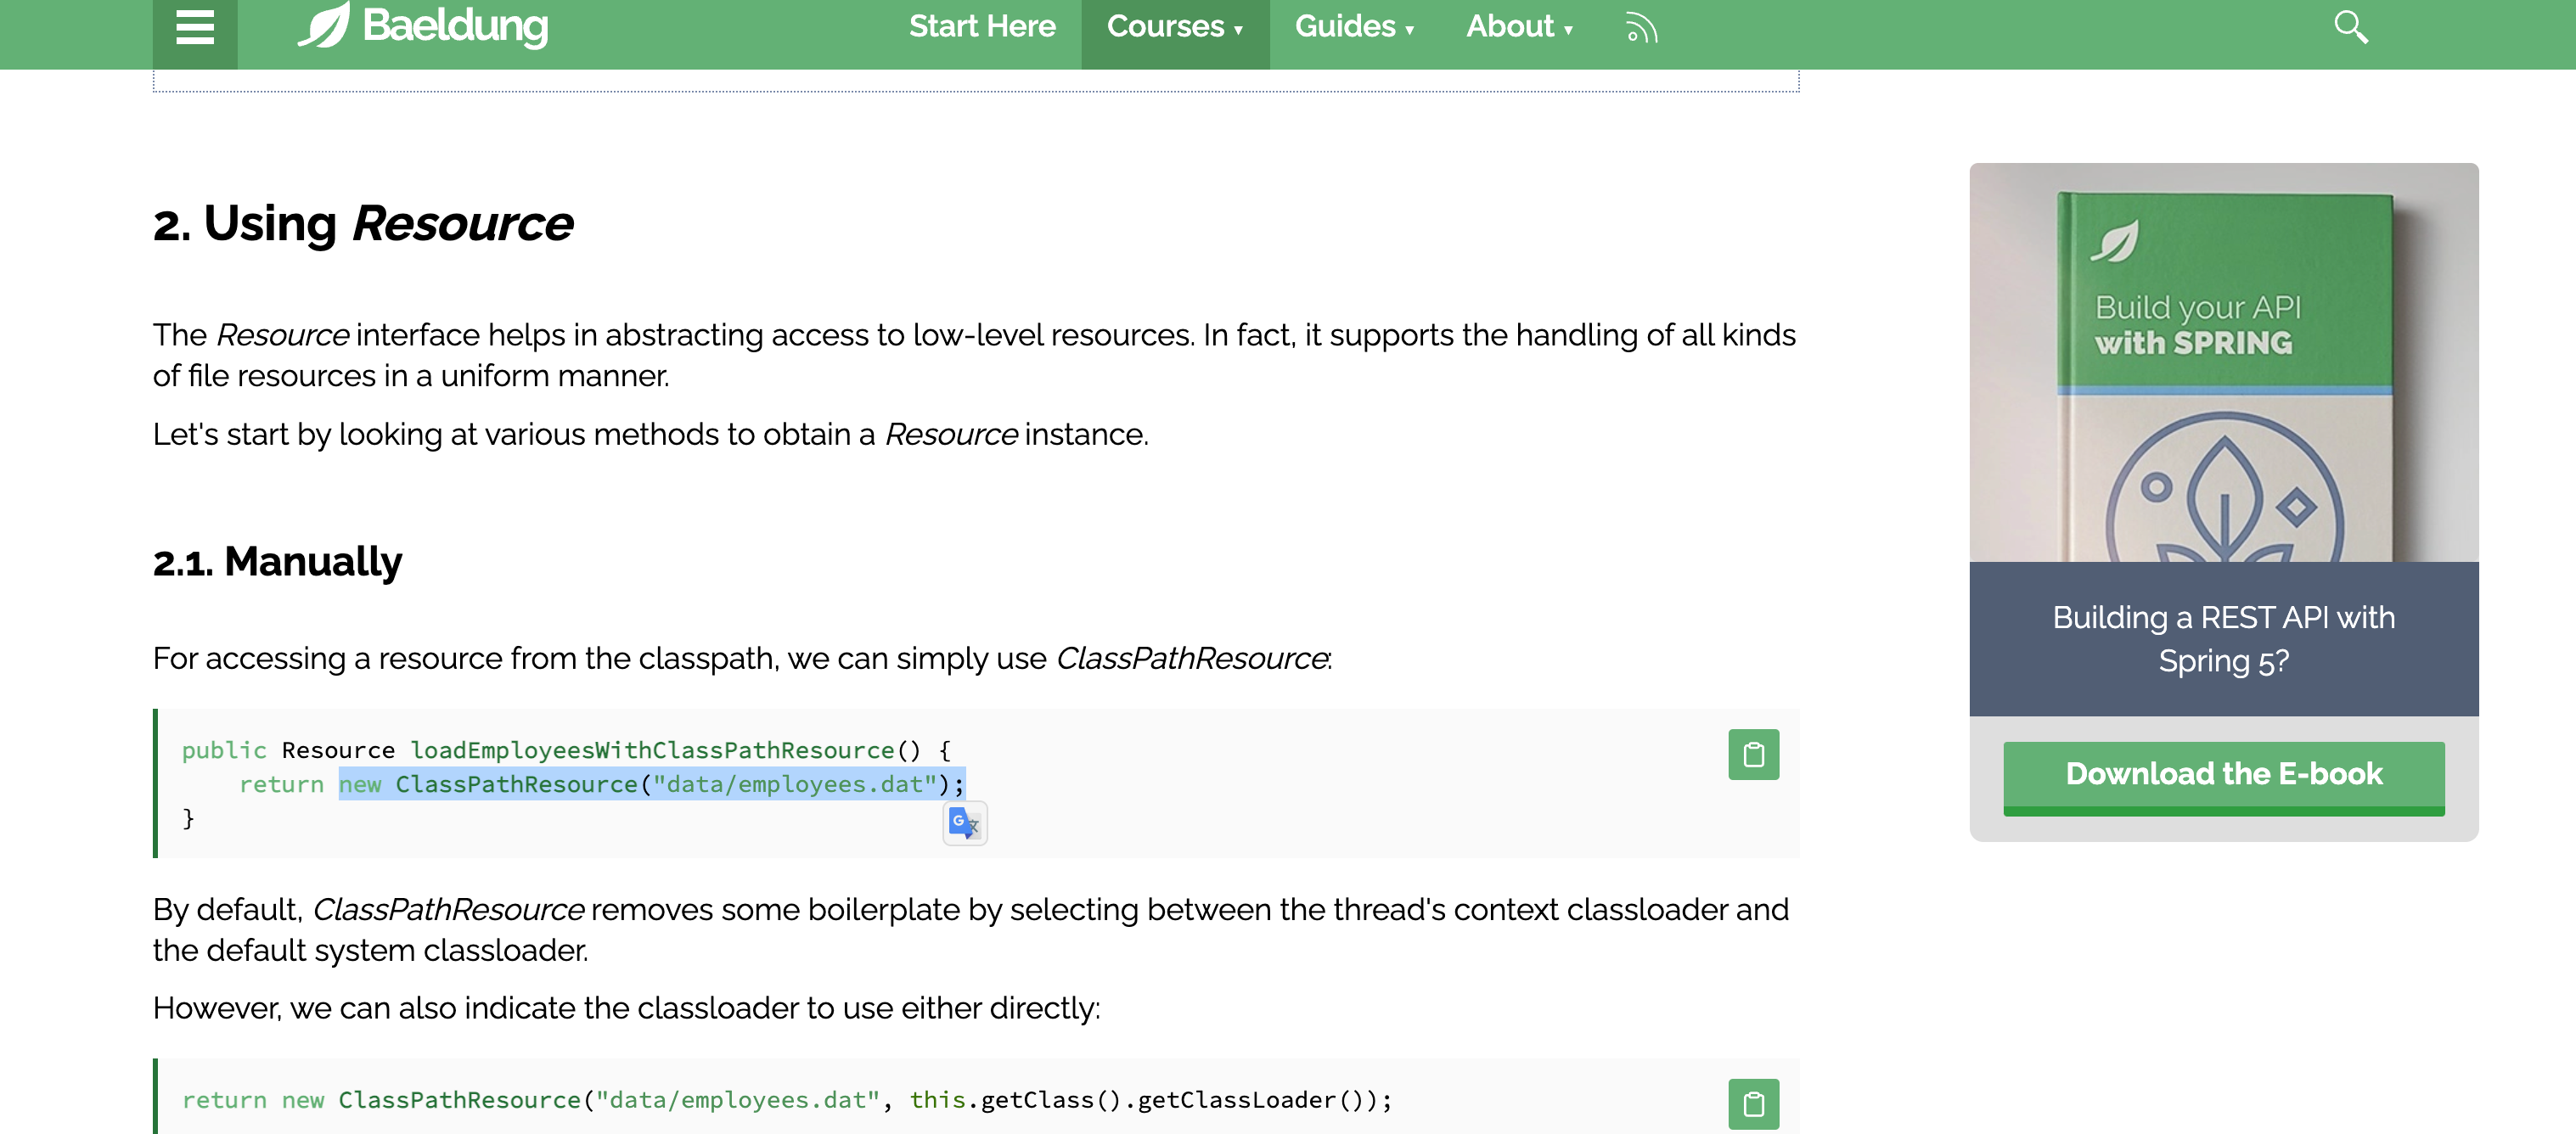 Baeldung
Start Here
Courses ▾
Guides ▾
About ▾
2. Using Resource
The Resource interface helps in abstracting access to low-level resources. In fact, it supports the handling of all kinds
of file resources in a uniform manner.
Let's start by looking at various methods to obtain a Resource instance.
2.1. Manually
For accessing a resource from the classpath, we can simply use ClassPathResource:
public Resource loadEmployeesWithClassPathResource() {
    return new ClassPathResource("data/employees.dat");
}
By default, ClassPathResource removes some boilerplate by selecting between the thread's context classloader and
the default system classloader.
However, we can also indicate the classloader to use either directly:
return new ClassPathResource("data/employees.dat", this.getClass().getClassLoader());
Build your API
with SPRING
Building a REST API with
Spring 5?
Download the E-book